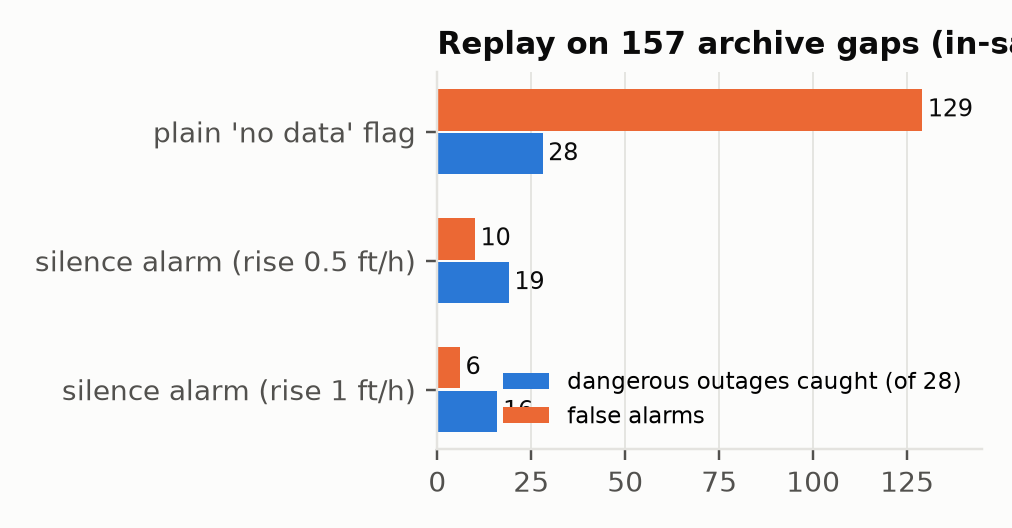 Replay on 157 archive gaps (in-sa
plain 'no data' flag
129
28
silence alarm (rise 0.5 ft/h)
10
19
silence alarm (rise 1 ft/h)
6
16
dangerous outages caught (of 28)
false alarms
0 25 50 75 100 125